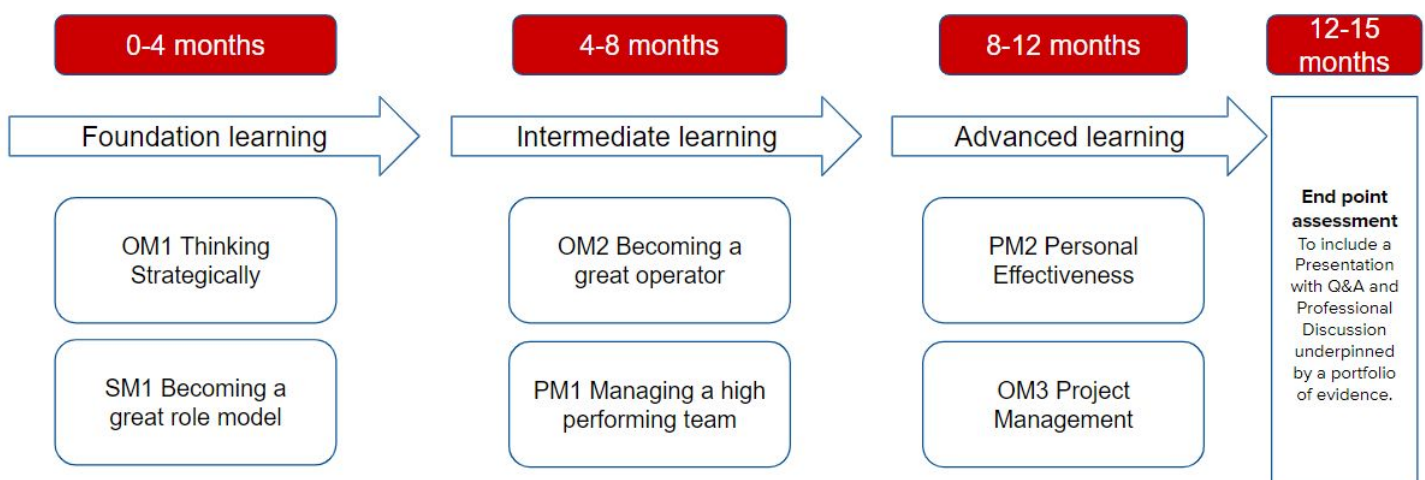 0-4 months
4-8 months
8-12 months
12-15
months
Foundation learning
Intermediate learning
Advanced learning
OM1 Thinking
Strategically
OM2 Becoming a
great operator
PM2 Personal
Effectiveness
SM1 Becoming a
great role model
PM1 Managing a high
performing team
OM3 Project
Management
End point
assessment
To include a
Presentation
with Q&A and
Professional
Discussion
underpinned
by a portfolio
of evidence.